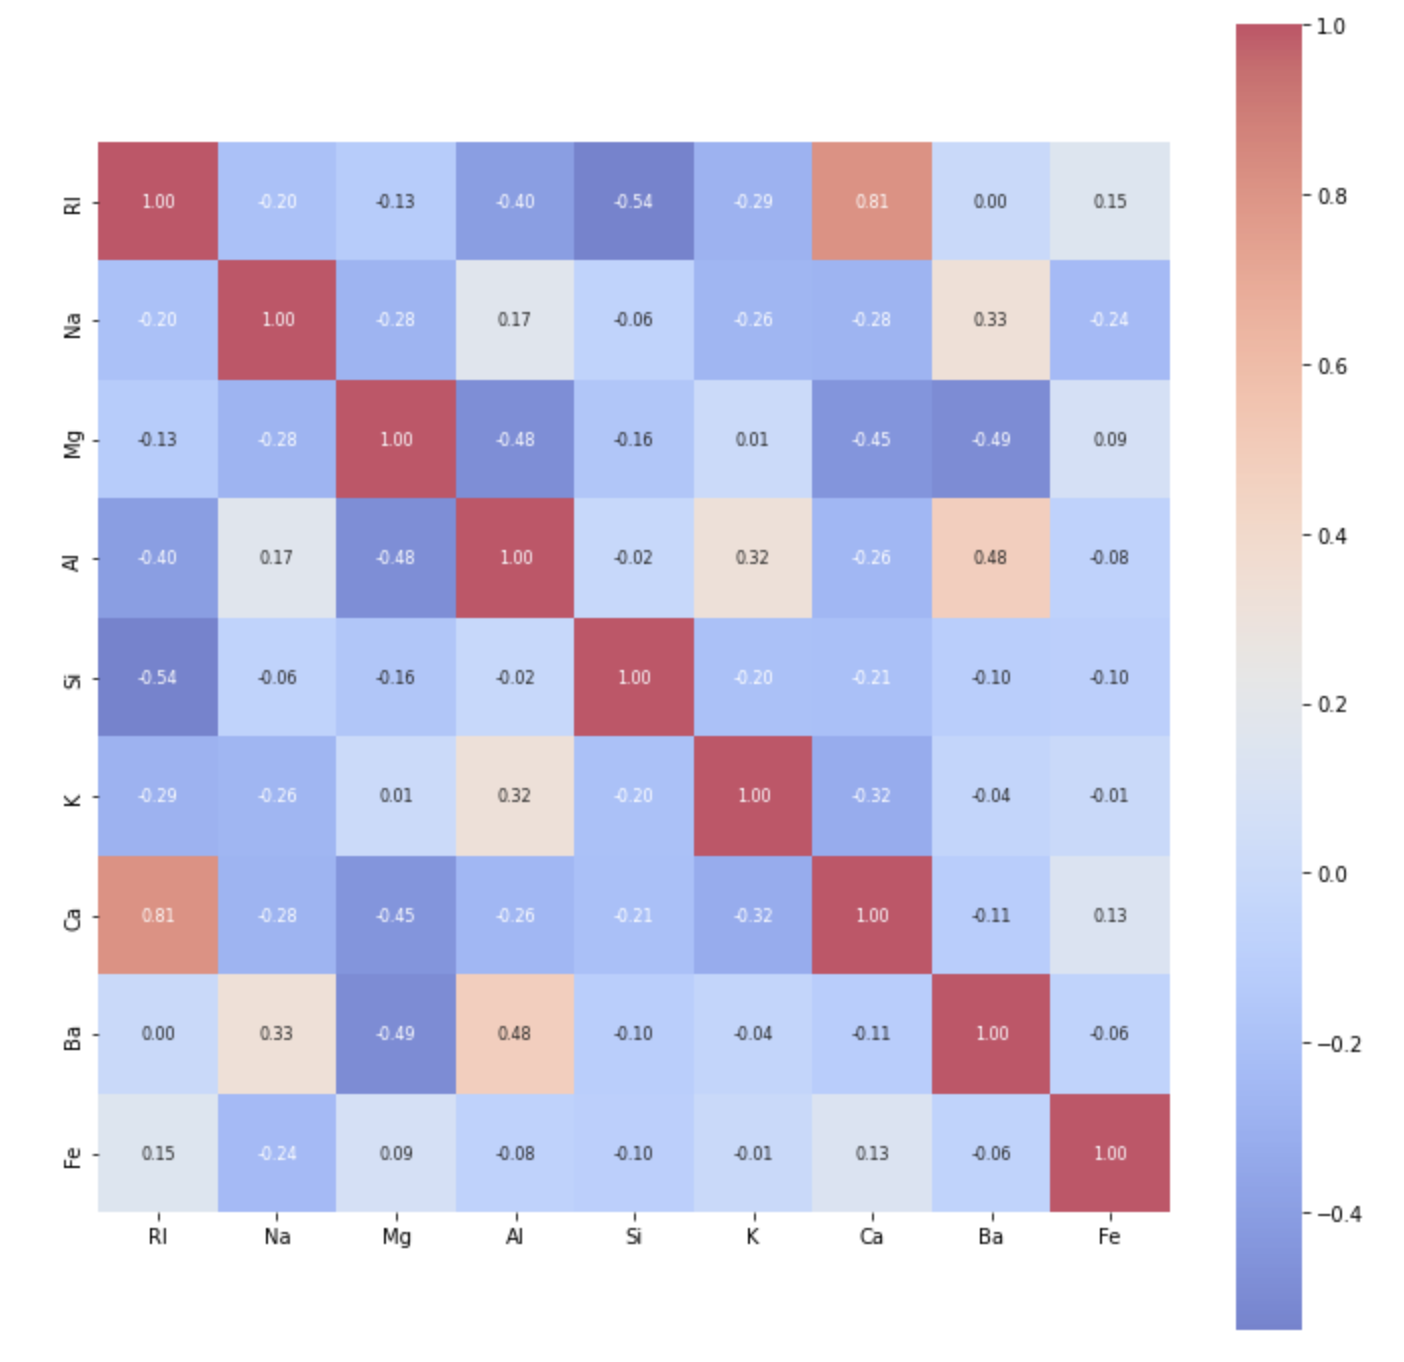 1.0
0.8
0.6
0.4
0.2
0.0
−0.2
−0.4
RI 1.00 -0.20 -0.13 -0.40 -0.54 -0.29 0.81 0.00 0.15
Na -0.20 1.00 -0.28 0.17 -0.06 -0.26 -0.28 0.33 -0.24
Mg -0.13 -0.28 1.00 -0.48 -0.16 0.01 -0.45 -0.49 0.09
Al -0.40 0.17 -0.48 1.00 -0.02 0.32 -0.26 0.48 -0.08
Si -0.54 -0.06 -0.16 -0.02 1.00 -0.20 -0.21 -0.10 -0.10
K -0.29 -0.26 0.01 0.32 -0.20 1.00 -0.32 -0.04 -0.01
Ca 0.81 -0.28 -0.45 -0.26 -0.21 -0.32 1.00 -0.11 0.13
Ba 0.00 0.33 -0.49 0.48 -0.10 -0.04 -0.11 1.00 -0.06
Fe 0.15 -0.24 0.09 -0.08 -0.10 -0.01 0.13 -0.06 1.00
RI Na Mg Al Si K Ca Ba Fe